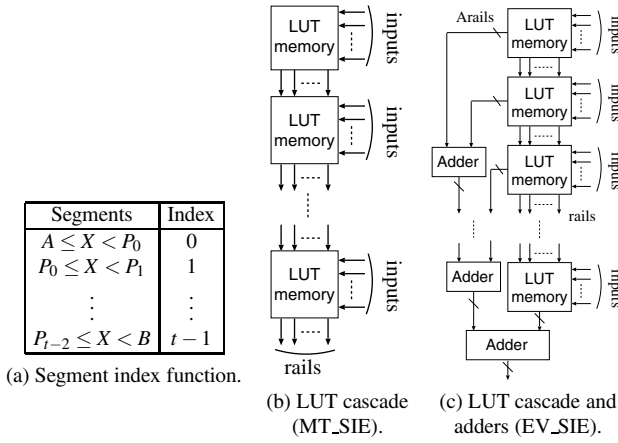 Segments Index
A ≤ X < P0 0
P0 ≤ X < P1 1
⋮ ⋮
Pt−2 ≤ X < B t−1
(a) Segment index function.
LUT
memory
inputs
LUT
memory
inputs
LUT
memory
inputs
rails
(b) LUT cascade
(MT_SIE).
Arails
LUT
memory
inputs
LUT
memory
inputs
Adder
LUT
memory
inputs
rails
Adder
LUT
memory
inputs
Adder
(c) LUT cascade and
adders (EV_SIE).